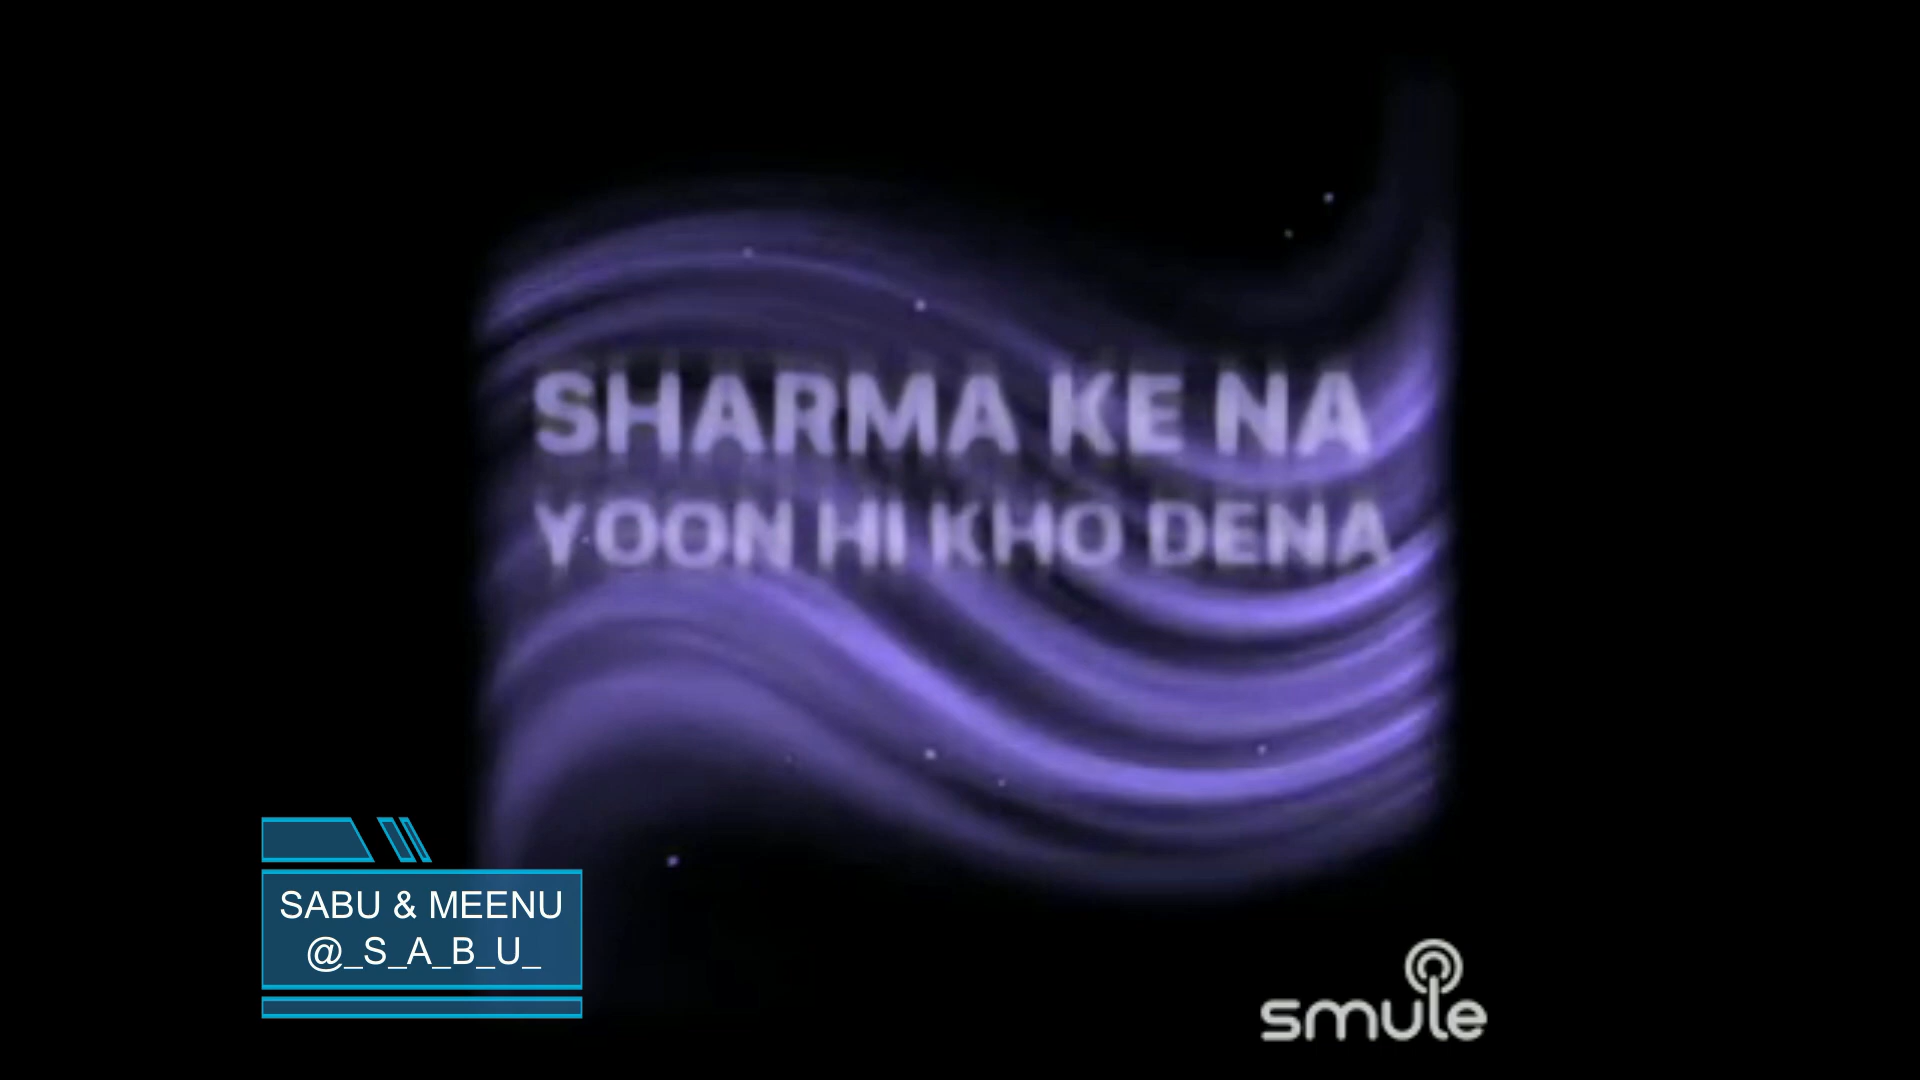 SHARMA KE NA
YOON HI KHO DENA
SABU & MEENU
@_S_A_B_U_
smule